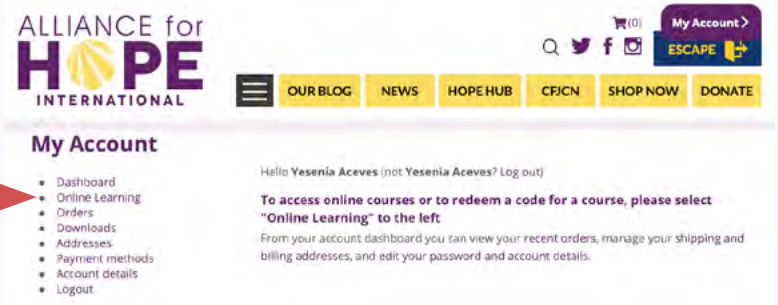 ALLIANCE for
HOPE
INTERNATIONAL
(0)
My Account >
ESCAPE
OUR BLOG
NEWS
HOPE HUB
CFJCN
SHOP NOW
DONATE
My Account
Dashboard
Online Learning
Orders
Downloads
Addresses
Payment methods
Account details
Logout
Hello Yesenia Aceves (not Yesenia Aceves? Log out)
To access online courses or to redeem a code for a course, please select
"Online Learning" to the left
From your account dashboard you can view your recent orders, manage your shipping and
billing addresses, and edit your password and account details.